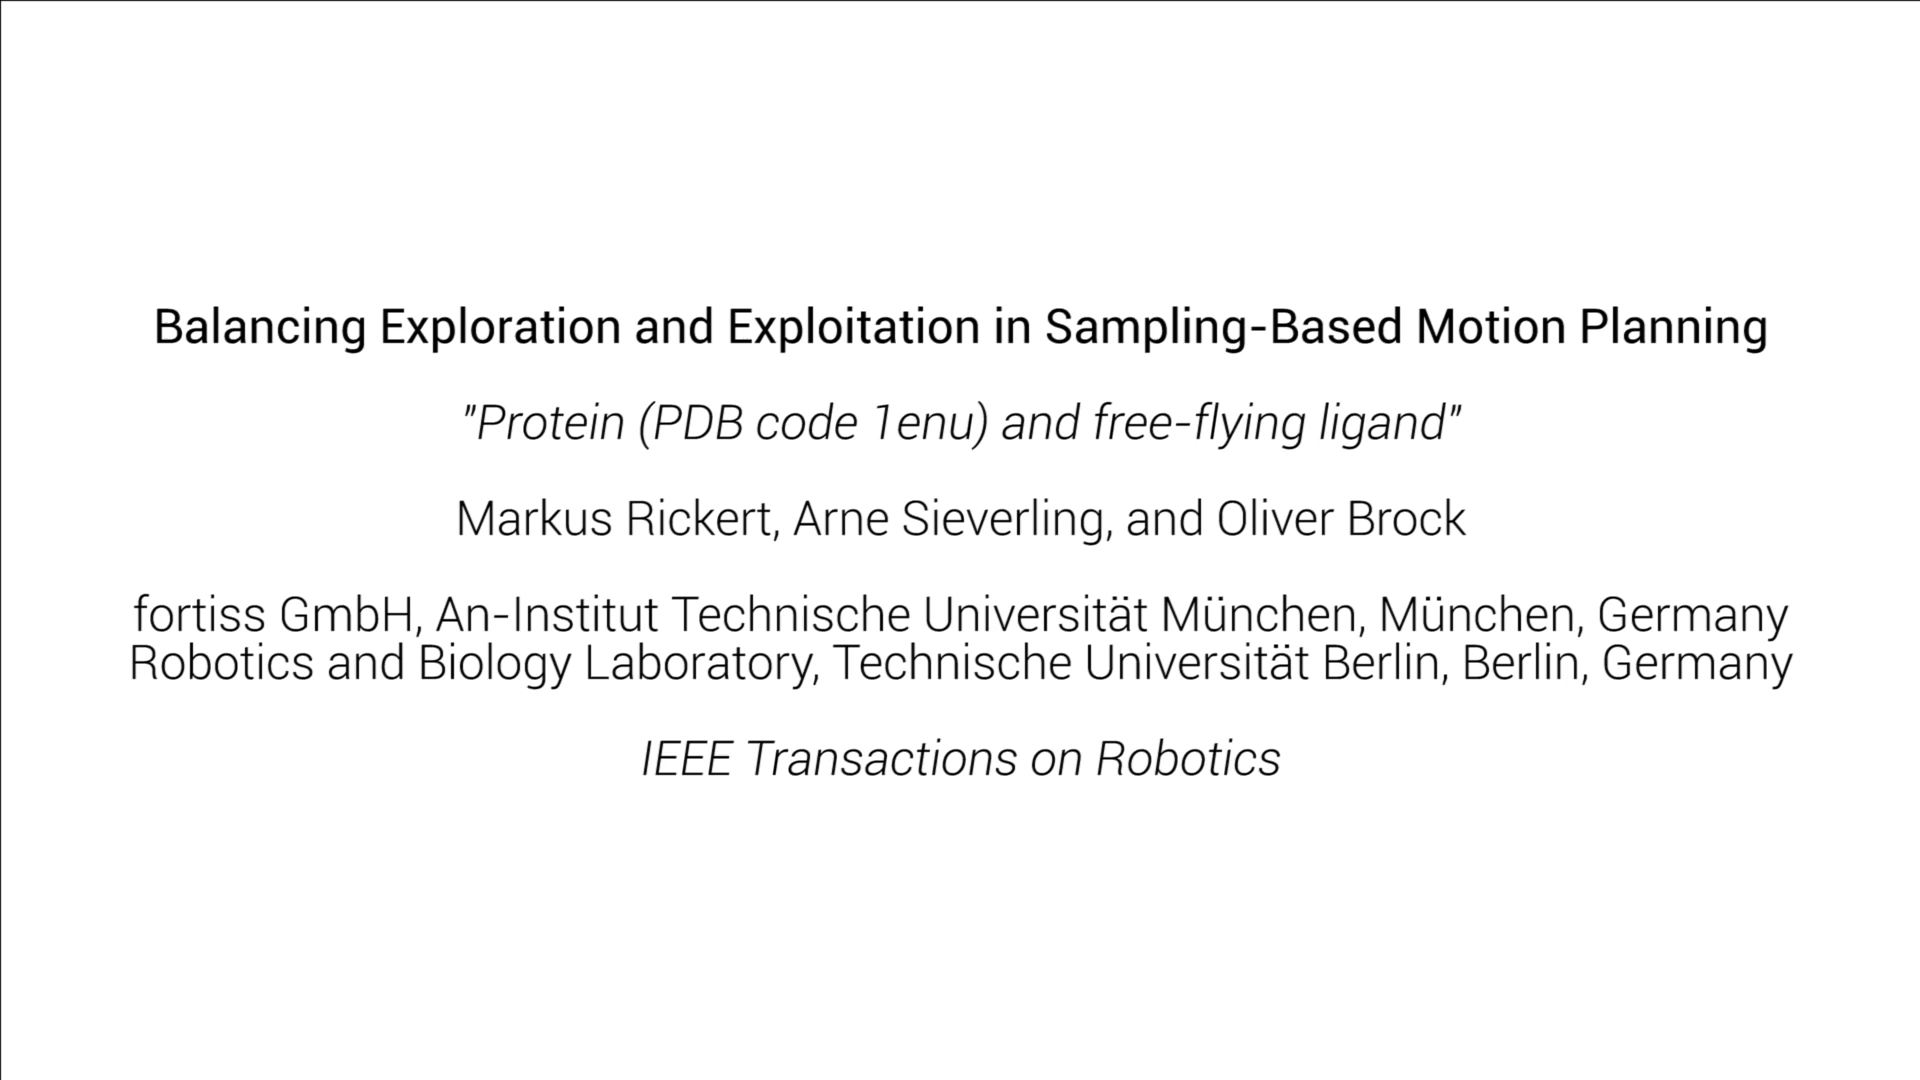 Balancing Exploration and Exploitation in Sampling-Based Motion Planning
"Protein (PDB code 1enu) and free-flying ligand"
Markus Rickert, Arne Sieverling, and Oliver Brock
fortiss GmbH, An-Institut Technische Universität München, München, Germany
Robotics and Biology Laboratory, Technische Universität Berlin, Berlin, Germany
IEEE Transactions on Robotics